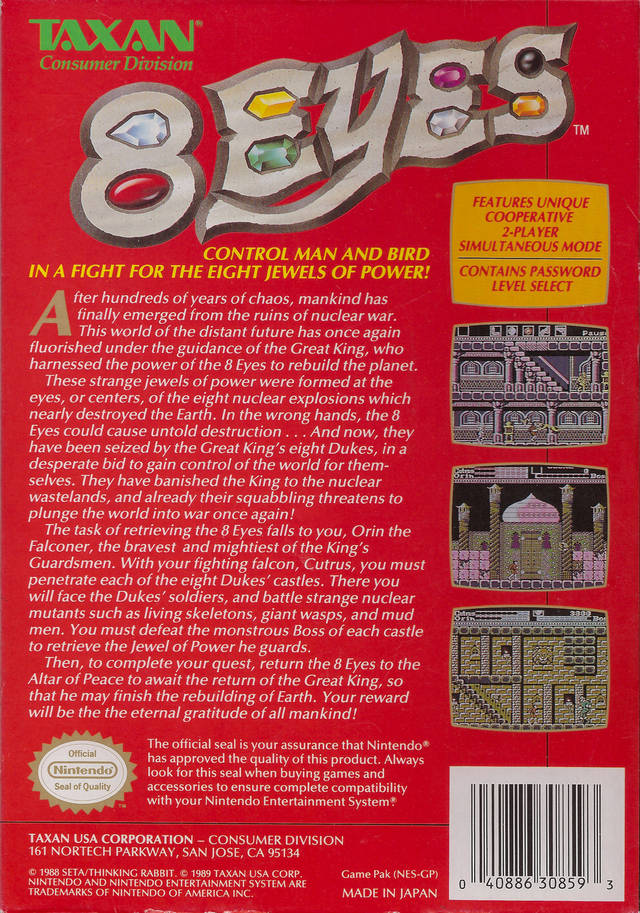 TAXAN®
Consumer Division
8 EYES
TM
FEATURES UNIQUE
COOPERATIVE
2-PLAYER
SIMULTANEOUS MODE
CONTAINS PASSWORD
LEVEL SELECT
CONTROL MAN AND BIRD
IN A FIGHT FOR THE EIGHT JEWELS OF POWER!
After hundreds of years of chaos, mankind has
finally emerged from the ruins of nuclear war.
This world of the distant future has once again
flourished under the guidance of the Great King, who
harnessed the power of the 8 Eyes to rebuild the planet.
These strange jewels of power were formed at the
eyes, or centers, of the eight nuclear explosions which
nearly destroyed the Earth. In the wrong hands, the 8
Eyes could cause untold destruction . . . And now, they
have been seized by the Great King's eight Dukes, in a
desperate bid to gain control of the world for them-
selves. They have banished the King to the nuclear
wastelands, and already their squabbling threatens to
plunge the world into war once again!
The task of retrieving the 8 Eyes falls to you, Orin the
Falconer, the bravest and mightiest of the King's
Guardsmen. With your fighting falcon, Cutrus, you must
penetrate each of the eight Dukes' castles. There you
will face the Dukes' soldiers, and battle strange nuclear
mutants such as living skeletons, giant wasps, and mud
men. You must defeat the monstrous Boss of each castle
to retrieve the Jewel of Power he guards.
Then, to complete your quest, return the 8 Eyes to the
Altar of Peace to await the return of the Great King, so
that he may finish the rebuilding of Earth. Your reward
will be the the eternal gratitude of all mankind!
Paus
Orin
Bos
3999
Orin
Bos
Official
Nintendo®
Seal of Quality
TM
The official seal is your assurance that Nintendo®
has approved the quality of this product. Always
look for this seal when buying games and
accessories to ensure complete compatibility
with your Nintendo Entertainment System®.
TAXAN USA CORPORATION – CONSUMER DIVISION
161 NORTECH PARKWAY, SAN JOSE, CA 95134
© 1988 SETA/THINKING RABBIT. © 1989 TAXAN USA CORP.
NINTENDO AND NINTENDO ENTERTAINMENT SYSTEM ARE
TRADEMARKS OF NINTENDO OF AMERICA INC.
Game Pak (NES-GP)
MADE IN JAPAN
0 40886 30859 3